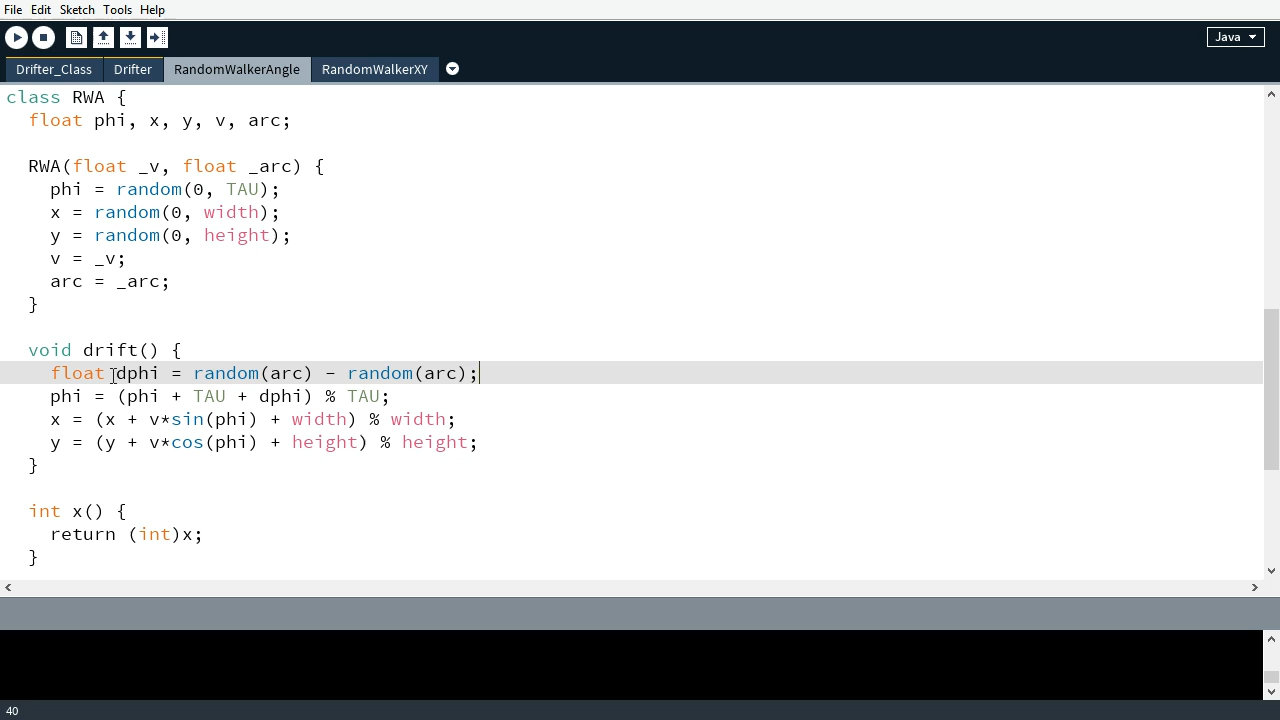 File Edit Sketch Tools Help
Java
Drifter_Class Drifter RandomWalkerAngle RandomWalkerXY
class RWA {
float phi, x, y, v, arc;
RWA(float _v, float _arc) {
phi = random(0, TAU);
x = random(0, width);
y = random(0, height);
v = _v;
arc = _arc;
}
void drift() {
float dphi = random(arc) - random(arc);
phi = (phi + TAU + dphi) % TAU;
x = (x + v*sin(phi) + width) % width;
y = (y + v*cos(phi) + height) % height;
}
int x() {
return (int)x;
}
40